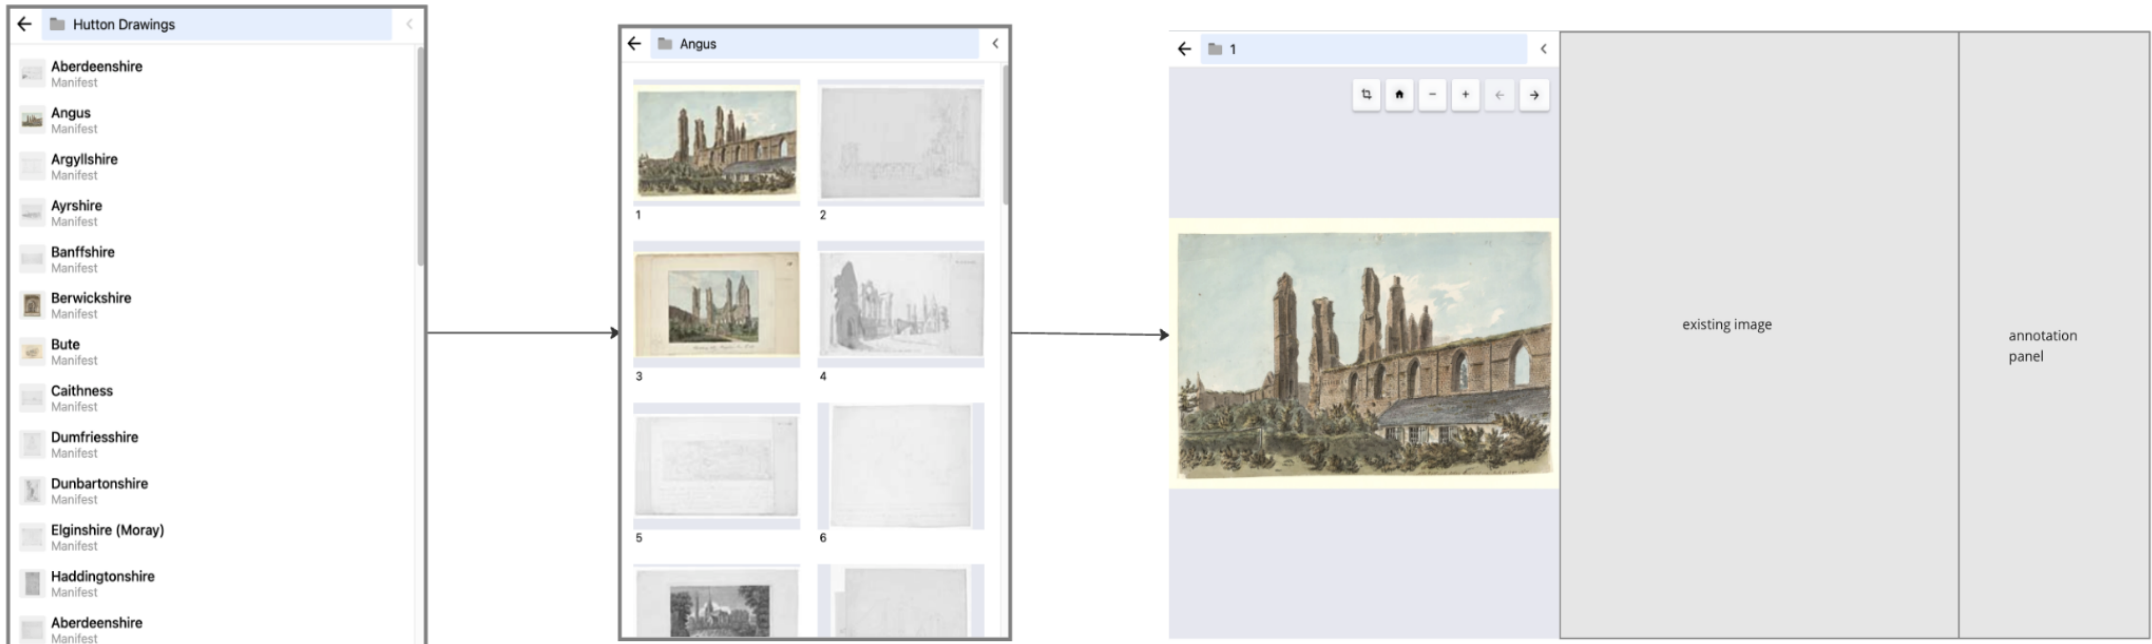 Hutton Drawings
Aberdeenshire
Manifest
Angus
Manifest
Argyllshire
Manifest
Ayrshire
Manifest
Banffshire
Manifest
Berwickshire
Manifest
Bute
Manifest
Caithness
Manifest
Dumfriesshire
Manifest
Dunbartonshire
Manifest
Elginshire (Moray)
Manifest
Haddingtonshire
Manifest
Aberdeenshire
Manifest
Angus
1
2
3
4
5
6
1
existing image
annotation
panel